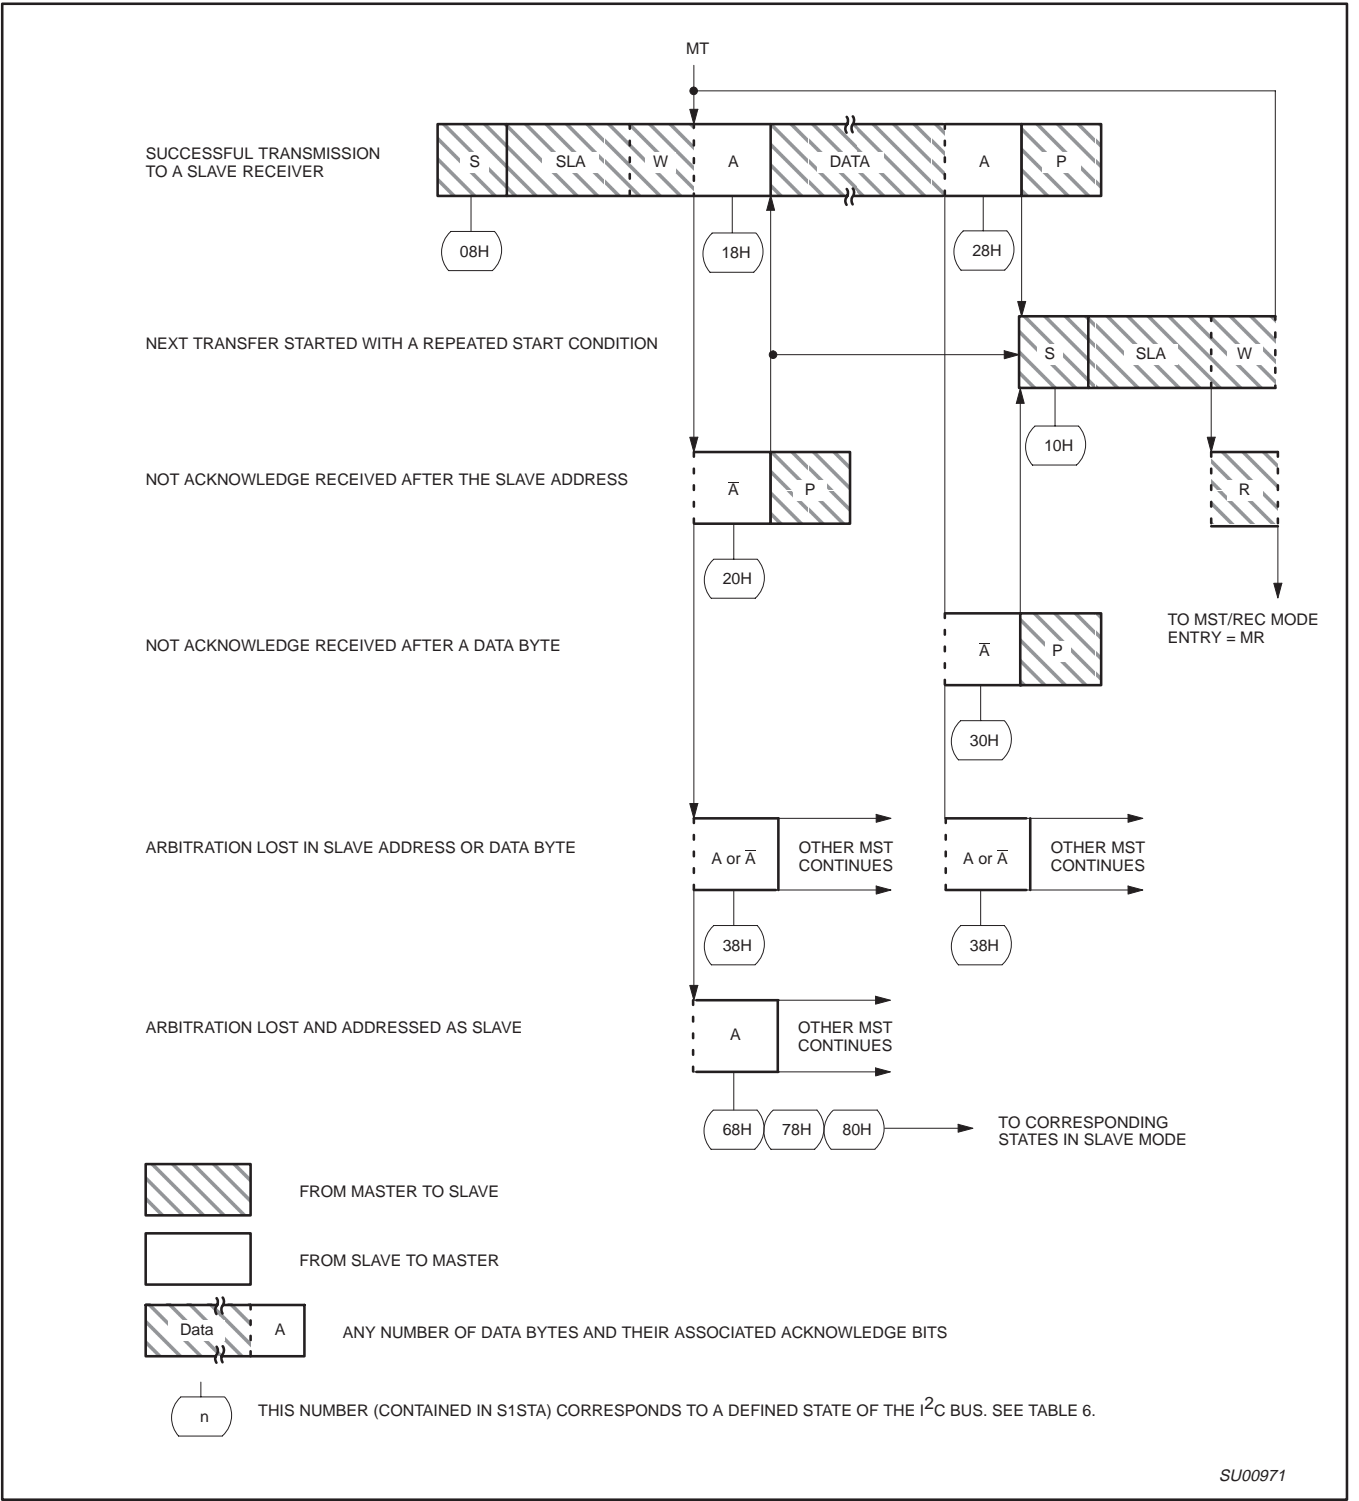 MT
SUCCESSFUL TRANSMISSION
TO A SLAVE RECEIVER
S SLA W A DATA A P
08H 18H 28H
NEXT TRANSFER STARTED WITH A REPEATED START CONDITION
S SLA W
10H
NOT ACKNOWLEDGE RECEIVED AFTER THE SLAVE ADDRESS
A̅ P R
20H
TO MST/REC MODE
ENTRY = MR
NOT ACKNOWLEDGE RECEIVED AFTER A DATA BYTE
A̅ P
30H
ARBITRATION LOST IN SLAVE ADDRESS OR DATA BYTE
A or A̅
OTHER MST
CONTINUES
A or A̅
OTHER MST
CONTINUES
38H 38H
ARBITRATION LOST AND ADDRESSED AS SLAVE
A
OTHER MST
CONTINUES
68H 78H 80H
TO CORRESPONDING
STATES IN SLAVE MODE
FROM MASTER TO SLAVE
FROM SLAVE TO MASTER
Data A
ANY NUMBER OF DATA BYTES AND THEIR ASSOCIATED ACKNOWLEDGE BITS
n
THIS NUMBER (CONTAINED IN S1STA) CORRESPONDS TO A DEFINED STATE OF THE I²C BUS. SEE TABLE 6.
SU00971